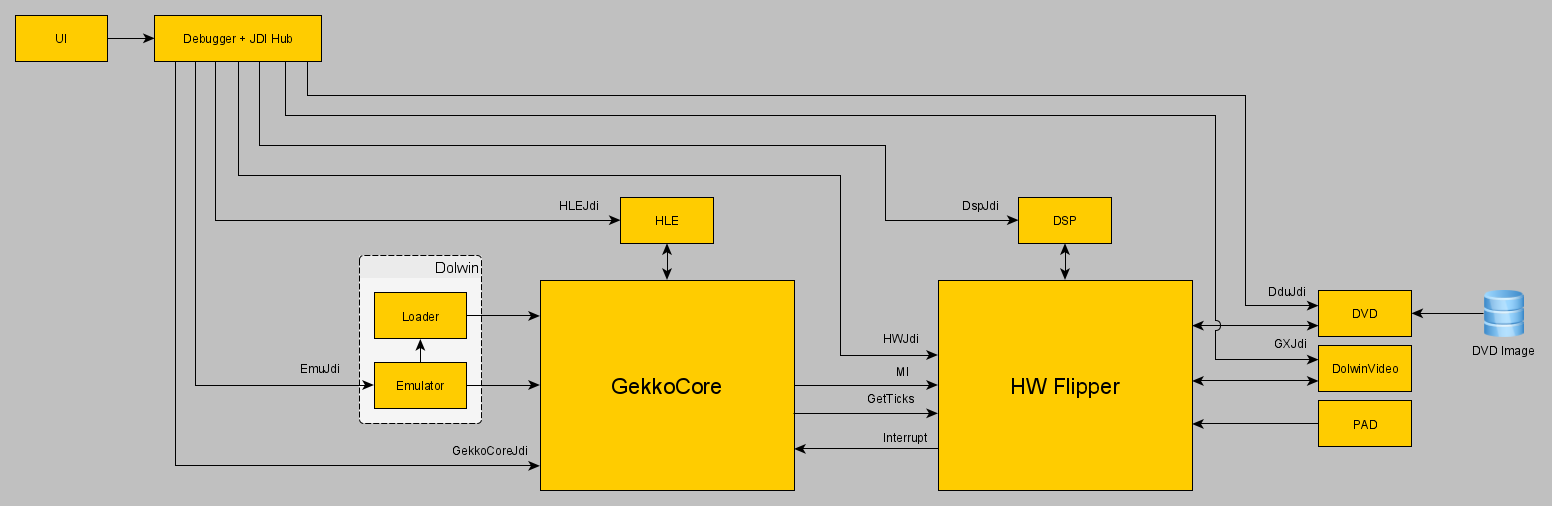 UI
Debugger + JDI Hub
HLEJdi
HLE
DspJdi
DSP
Dolwin
Loader
EmuJdi
Emulator
GekkoCoreJdi
GekkoCore
HWJdi
MI
GetTicks
Interrupt
HW Flipper
DduJdi
DVD
GXJdi
DolwinVideo
PAD
DVD Image